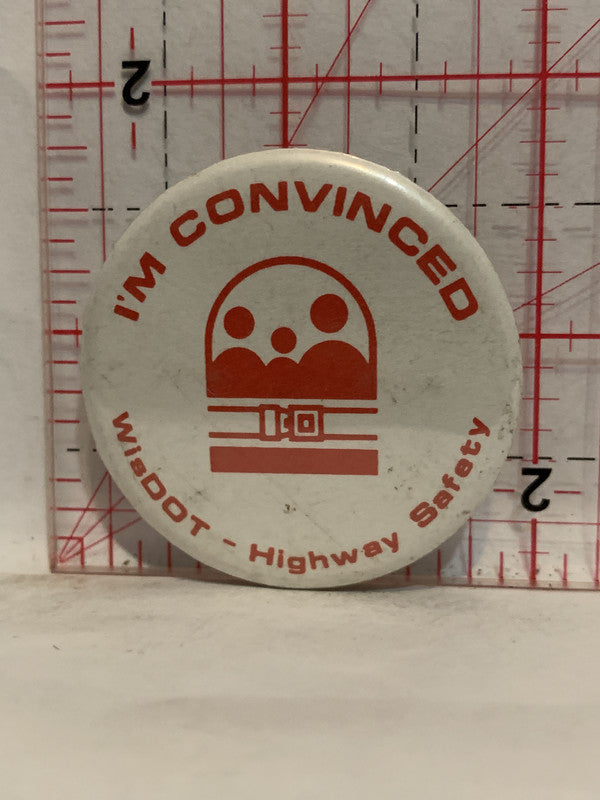 2
I'M CONVINCED
WisDOT - Highway Safety
2